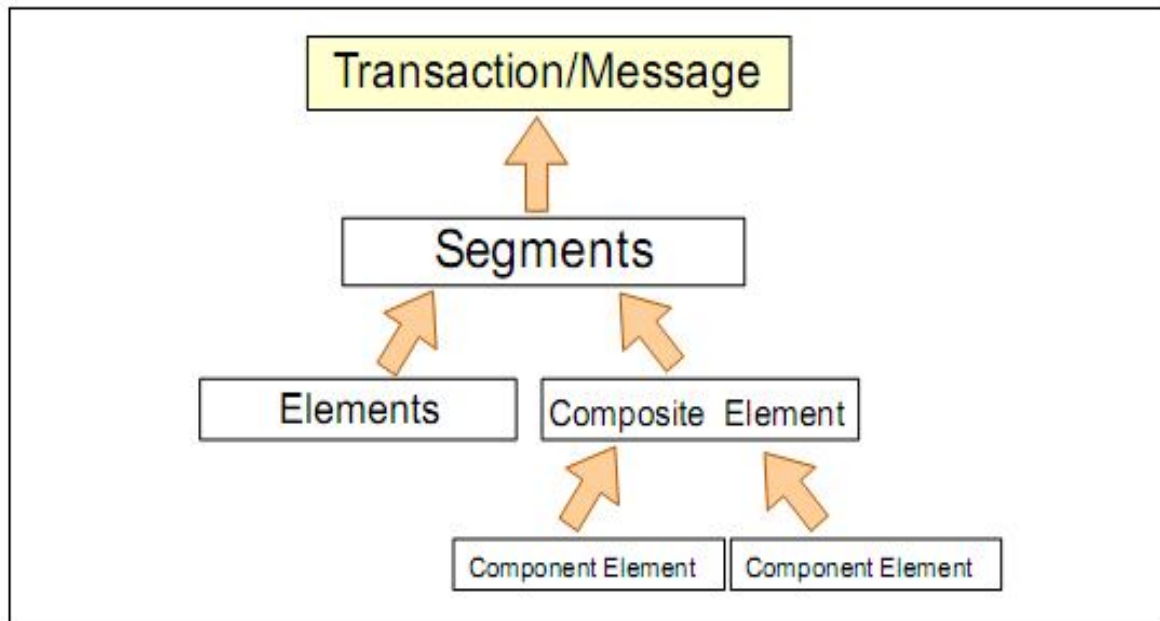 Transaction/Message
Segments
Elements
Composite Element
Component Element
Component Element